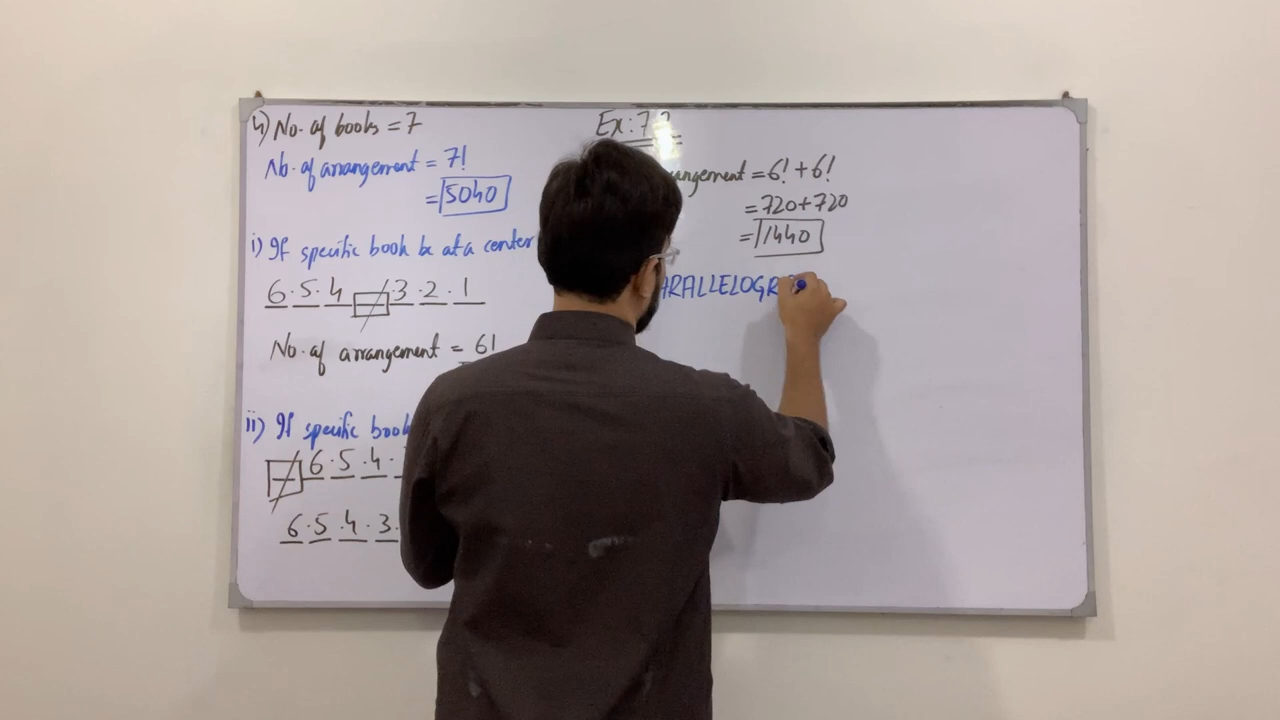 4) No. of books = 7
No. of arrangement = 7!
= 5040
i) If specific book be at a center
6 . 5 . 4 . 3 . 2 . 1
No. of arrangement = 6!
ii) If specific book
6 . 5 . 4 .
6 . 5 . 4 . 3 .
Ex: 7.2
arrangement = 6! + 6!
= 720 + 720
= 1440
ARALLELOGR